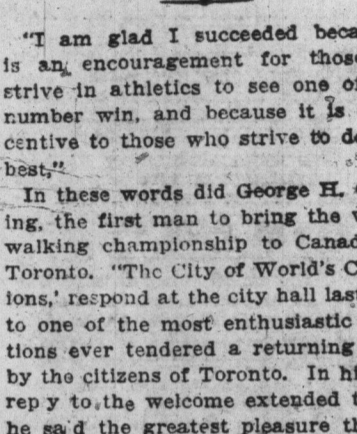 "I am glad I succeeded beca
is an encouragement for thos
strive in athletics to see one o
number win, and because it is
centive to those who strive to d
best,"
In these words did George H.
ing, the first man to bring the w
walking championship to Canad
Toronto. "The City of World's C
ions,' respond at the city hall las
to one of the most enthusiastic
tions ever tendered a returning
by the citizens of Toronto. In hi
rep y to the welcome extended t
he sa d the greatest pleasure th